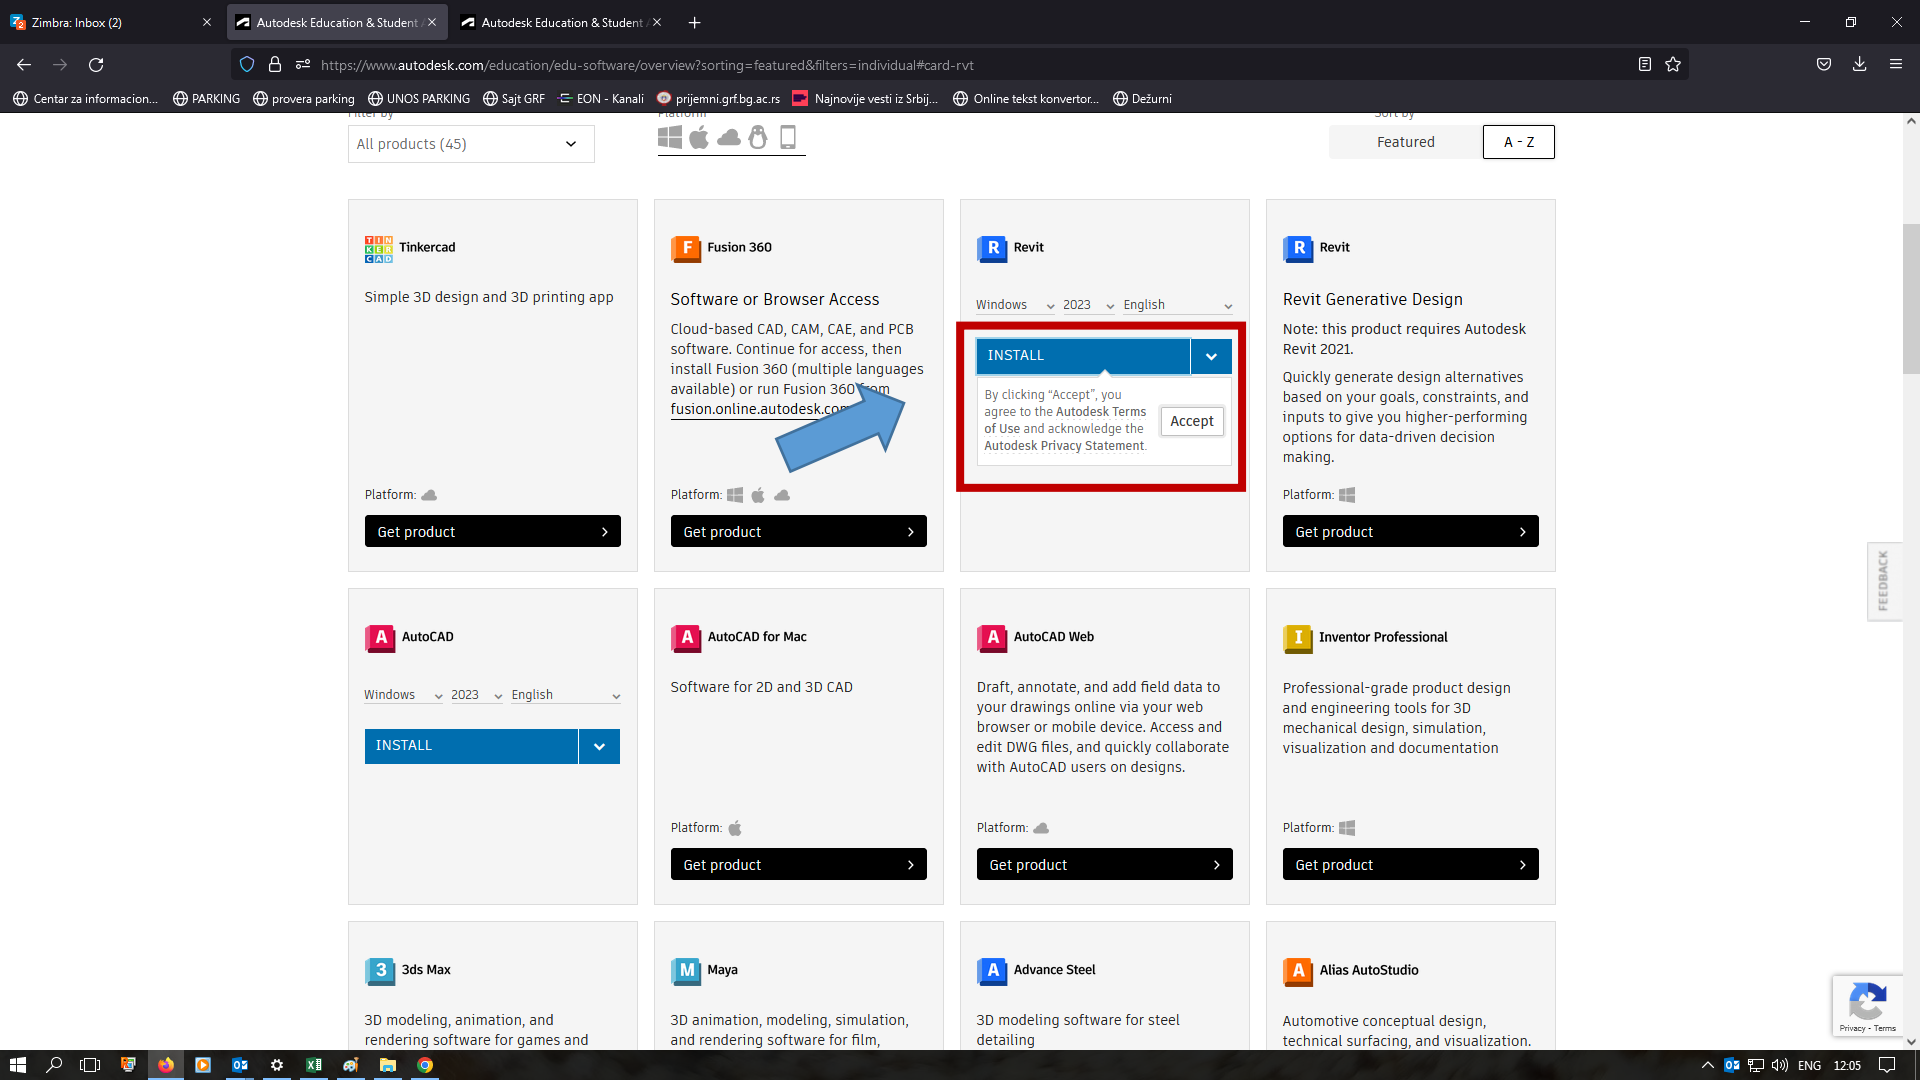 Zimbra: Inbox (2)
Autodesk Education & Student A
Autodesk Education & Student A
https://www.autodesk.com/education/edu-software/overview?sorting=featured&filters=individual#card-rvt
Centar za informacion...
PARKING
provera parking
UNOS PARKING
Sajt GRF
EON - Kanali
prijemni.grf.bg.ac.rs
Najnovije vesti iz Srbij...
Online tekst konvertor...
Dežurni
Filter by
Platform
Sort by
All products (45)
Featured
A - Z
TINKERCAD
Tinkercad
Simple 3D design and 3D printing app
Platform:
Get product
F
Fusion 360
Software or Browser Access
Cloud-based CAD, CAM, CAE, and PCB
software. Continue for access, then
install Fusion 360 (multiple languages
available) or run Fusion 360 from
fusion.online.autodesk.com
Platform:
Get product
R
Revit
Windows
2023
English
INSTALL
By clicking “Accept”, you
agree to the Autodesk Terms
of Use and acknowledge the
Autodesk Privacy Statement.
Accept
R
Revit
Revit Generative Design
Note: this product requires Autodesk
Revit 2021.
Quickly generate design alternatives
based on your goals, constraints, and
inputs to give you higher-performing
options for data-driven decision
making.
Platform:
Get product
FEEDBACK
A
AutoCAD
Windows
2023
English
INSTALL
A
AutoCAD for Mac
Software for 2D and 3D CAD
Platform:
Get product
A
AutoCAD Web
Draft, annotate, and add field data to
your drawings online via your web
browser or mobile device. Access and
edit DWG files, and quickly collaborate
with AutoCAD users on designs.
Platform:
Get product
I
Inventor Professional
Professional-grade product design
and engineering tools for 3D
mechanical design, simulation,
visualization and documentation
Platform:
Get product
3
3ds Max
3D modeling, animation, and
rendering software for games and
M
Maya
3D animation, modeling, simulation,
and rendering software for film,
A
Advance Steel
3D modeling software for steel
detailing
A
Alias AutoStudio
Automotive conceptual design,
technical surfacing, and visualization.
Privacy - Terms
ENG
12:05